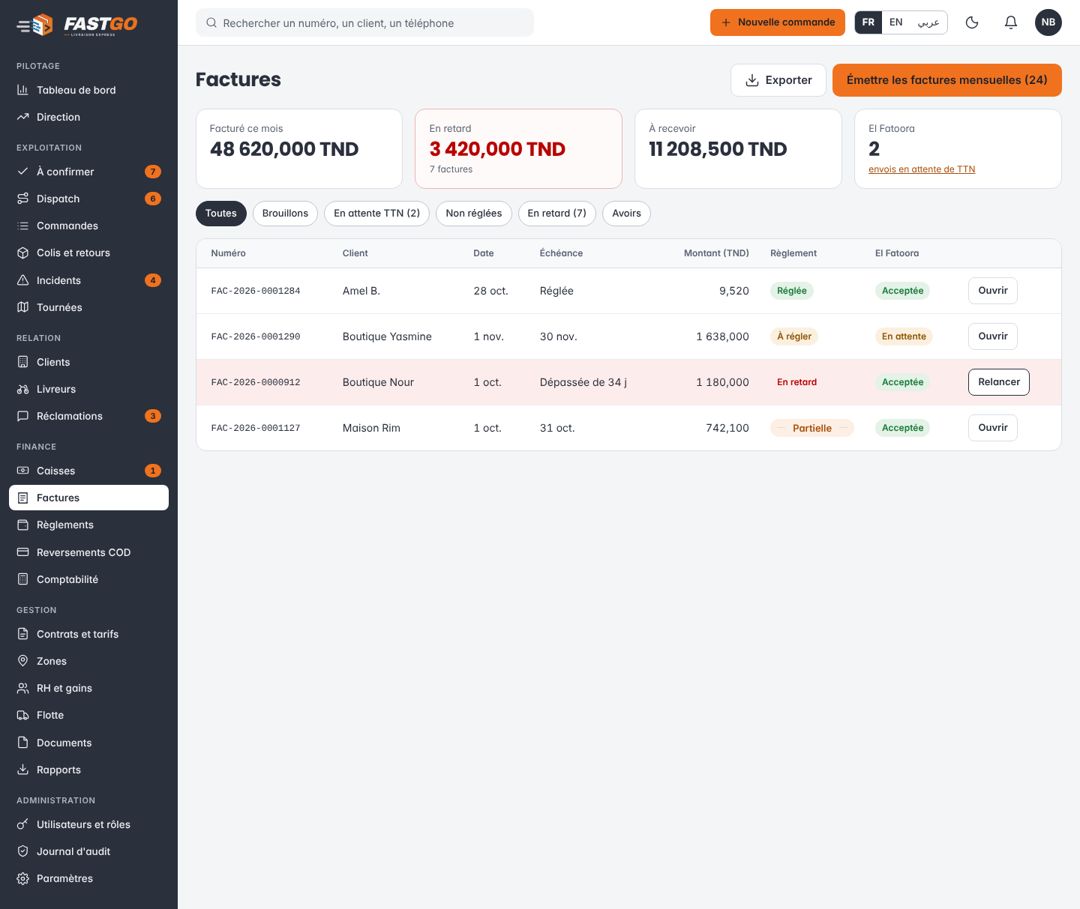 FASTGO
LIVRAISON EXPRESS
Rechercher un numéro, un client, un téléphone
+ Nouvelle commande
FR EN عربي
NB
PILOTAGE
Tableau de bord
Direction
EXPLOITATION
À confirmer 7
Dispatch 6
Commandes
Colis et retours
Incidents 4
Tournées
RELATION
Clients
Livreurs
Réclamations 3
FINANCE
Caisses 1
Factures
Règlements
Reversements COD
Comptabilité
GESTION
Contrats et tarifs
Zones
RH et gains
Flotte
Documents
Rapports
ADMINISTRATION
Utilisateurs et rôles
Journal d'audit
Paramètres
Factures
Exporter
Émettre les factures mensuelles (24)
Facturé ce mois
48 620,000 TND
En retard
3 420,000 TND
7 factures
À recevoir
11 208,500 TND
El Fatoora
2
envois en attente de TTN
Toutes Brouillons En attente TTN (2) Non réglées En retard (7) Avoirs
Numéro Client Date Échéance Montant (TND) Règlement El Fatoora
FAC-2026-0001284 Amel B. 28 oct. Réglée 9,520 Réglée Acceptée Ouvrir
FAC-2026-0001290 Boutique Yasmine 1 nov. 30 nov. 1 638,000 À régler En attente Ouvrir
FAC-2026-0000912 Boutique Nour 1 oct. Dépassée de 34 j 1 180,000 En retard Acceptée Relancer
FAC-2026-0001127 Maison Rim 1 oct. 31 oct. 742,100 Partielle Acceptée Ouvrir